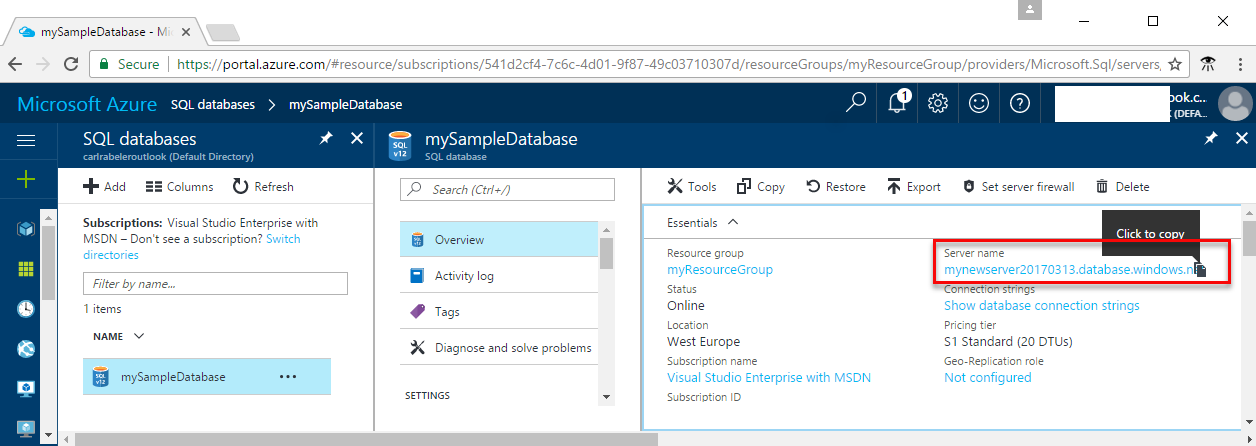 mySampleDatabase - Mi
Secure
https://portal.azure.com/#resource/subscriptions/541d2cf4-7c6c-4d01-9f87-49c03710307d/resourceGroups/myResourceGroup/providers/Microsoft.Sql/servers
Microsoft Azure SQL databases > mySampleDatabase
1
ook.c...
(DEFA...
SQL databases
carlrabeleroutlook (Default Directory)
Add Columns Refresh
Subscriptions: Visual Studio Enterprise with
MSDN – Don't see a subscription? Switch
directories
Filter by name...
1 items
NAME
SQL
v12
mySampleDatabase ...
SQL
v12
mySampleDatabase
SQL database
Search (Ctrl+/)
SQL
v12
Overview
Activity log
Tags
Diagnose and solve problems
SETTINGS
Tools Copy Restore Export Set server firewall Delete
Essentials
Click to copy
Resource group
myResourceGroup
Status
Online
Location
West Europe
Subscription name
Visual Studio Enterprise with MSDN
Subscription ID
Server name
mynewserver20170313.database.windows.n
Connection strings
Show database connection strings
Pricing tier
S1 Standard (20 DTUs)
Geo-Replication role
Not configured